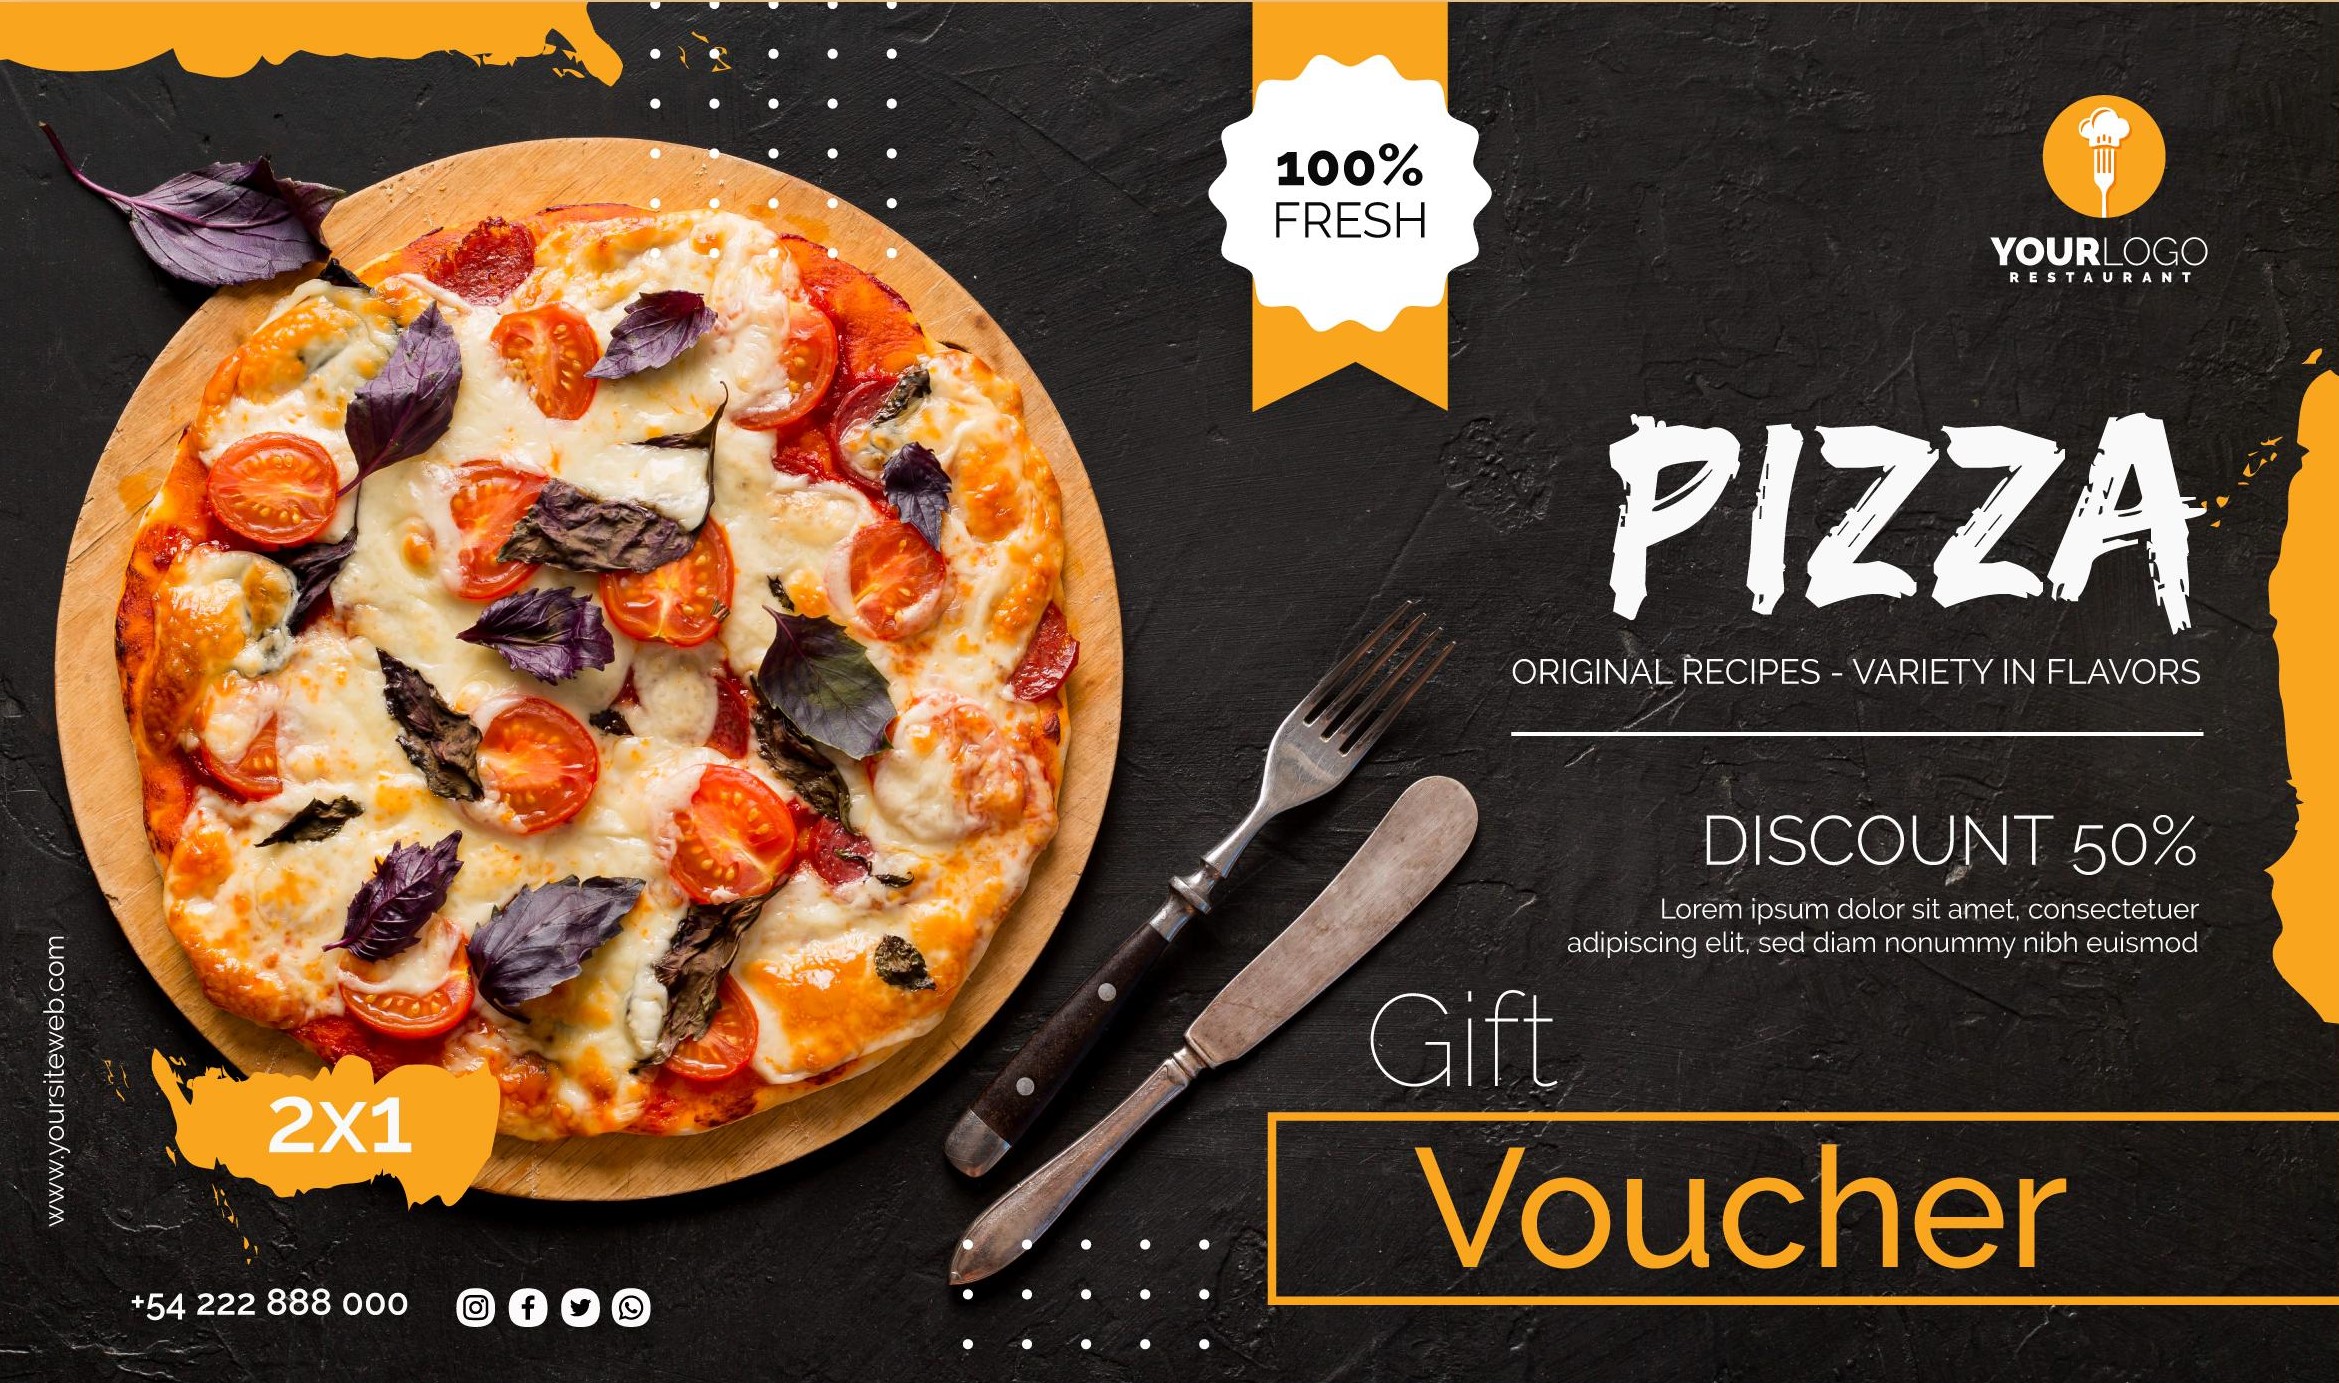 100%
FRESH
YOURLOGO
RESTAURANT
PIZZA
ORIGINAL RECIPES - VARIETY IN FLAVORS
DISCOUNT 50%
Lorem ipsum dolor sit amet, consectetuer
adipiscing elit, sed diam nonummy nibh euismod
Gift
Voucher
2x1
www.yoursiteweb.com
+54 222 888 000